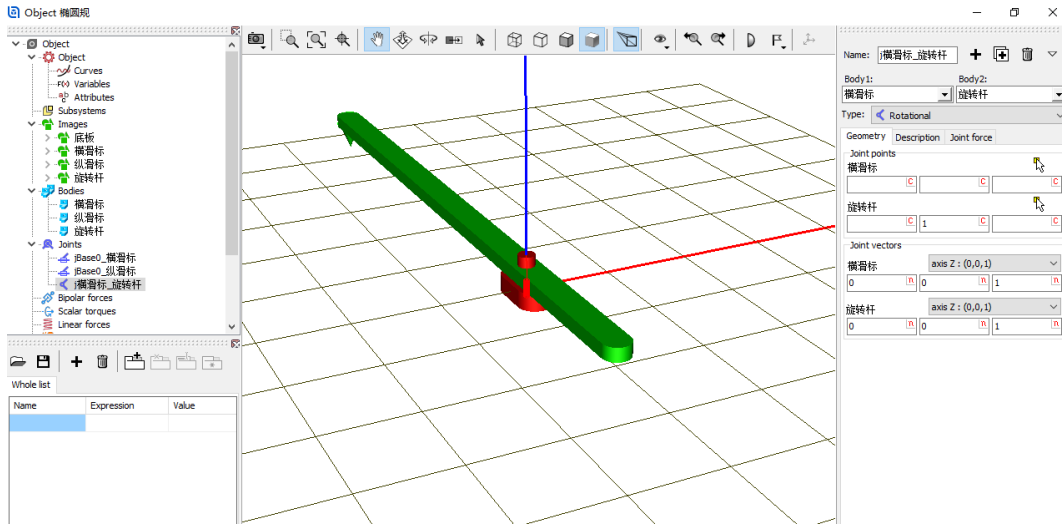 Object 椭圆规
Object
Object
Curves
F(x) Variables
Attributes
Subsystems
Images
底板
横滑标
纵滑标
旋转杆
Bodies
横滑标
纵滑标
旋转杆
Joints
jBase0_横滑标
jBase0_纵滑标
j横滑标_旋转杆
Bipolar forces
Scalar torques
Linear forces
Whole list
Name Expression Value
Name: j横滑标_旋转杆
Body1: Body2:
横滑标 旋转杆
Type: Rotational
Geometry Description Joint force
Joint points
横滑标
C C C
旋转杆
C 1 C C
Joint vectors
横滑标 axis Z : (0,0,1)
0 n 0 n 1 n
旋转杆 axis Z : (0,0,1)
0 n 0 n 1 n